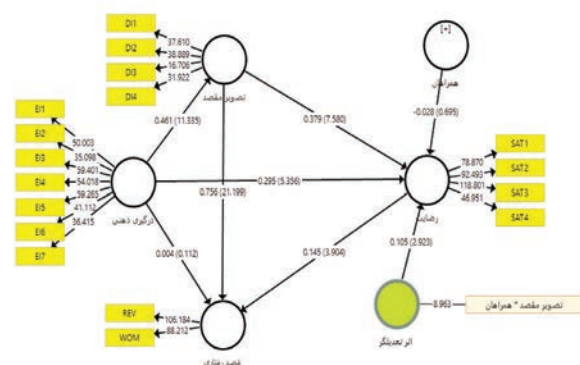 DI1
DI2
DI3
DI4
37.610
38.889
16.706
31.922
تصویر مقصد
[+]
همراهان
0.461 (11.335)
0.379 (7.580)
-0.028 (0.695)
EI1
EI2
EI3
EI4
EI5
EI6
EI7
50.003
35.098
59.401
54.018
59.265
41.112
36.415
درگیری ذهنی
0.295 (5.356)
0.756 (21.199)
رضایت
SAT1
SAT2
SAT3
SAT4
78.870
92.493
118.801
46.951
0.004 (0.112)
0.145 (3.904)
0.105 (2.923)
REV
WOM
106.184
88.212
قصد رفتاری
اثر تعدیلگر
8.963
تصویر مقصد * همراهان